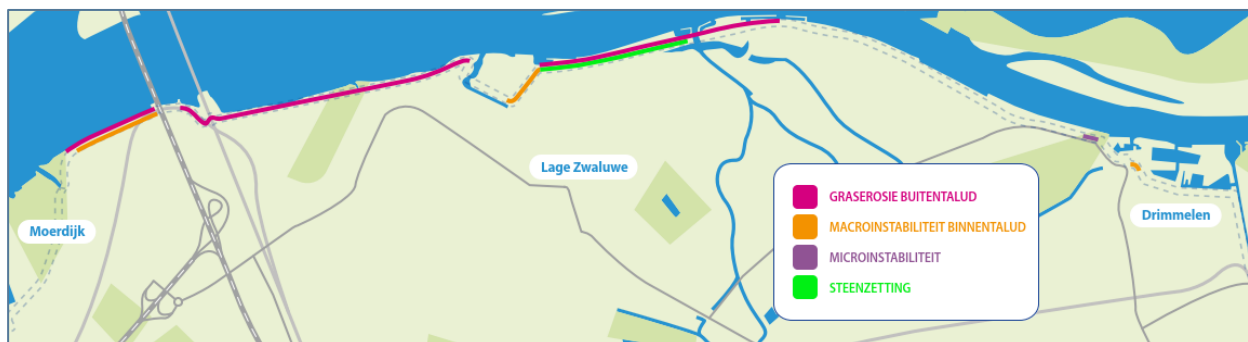 Moerdijk
Lage Zwaluwe
Drimmelen
GRASEROSIE BUITENTALUD
MACROINSTABILITEIT BINNENTALUD
MICROINSTABILITEIT
STEENZETTING